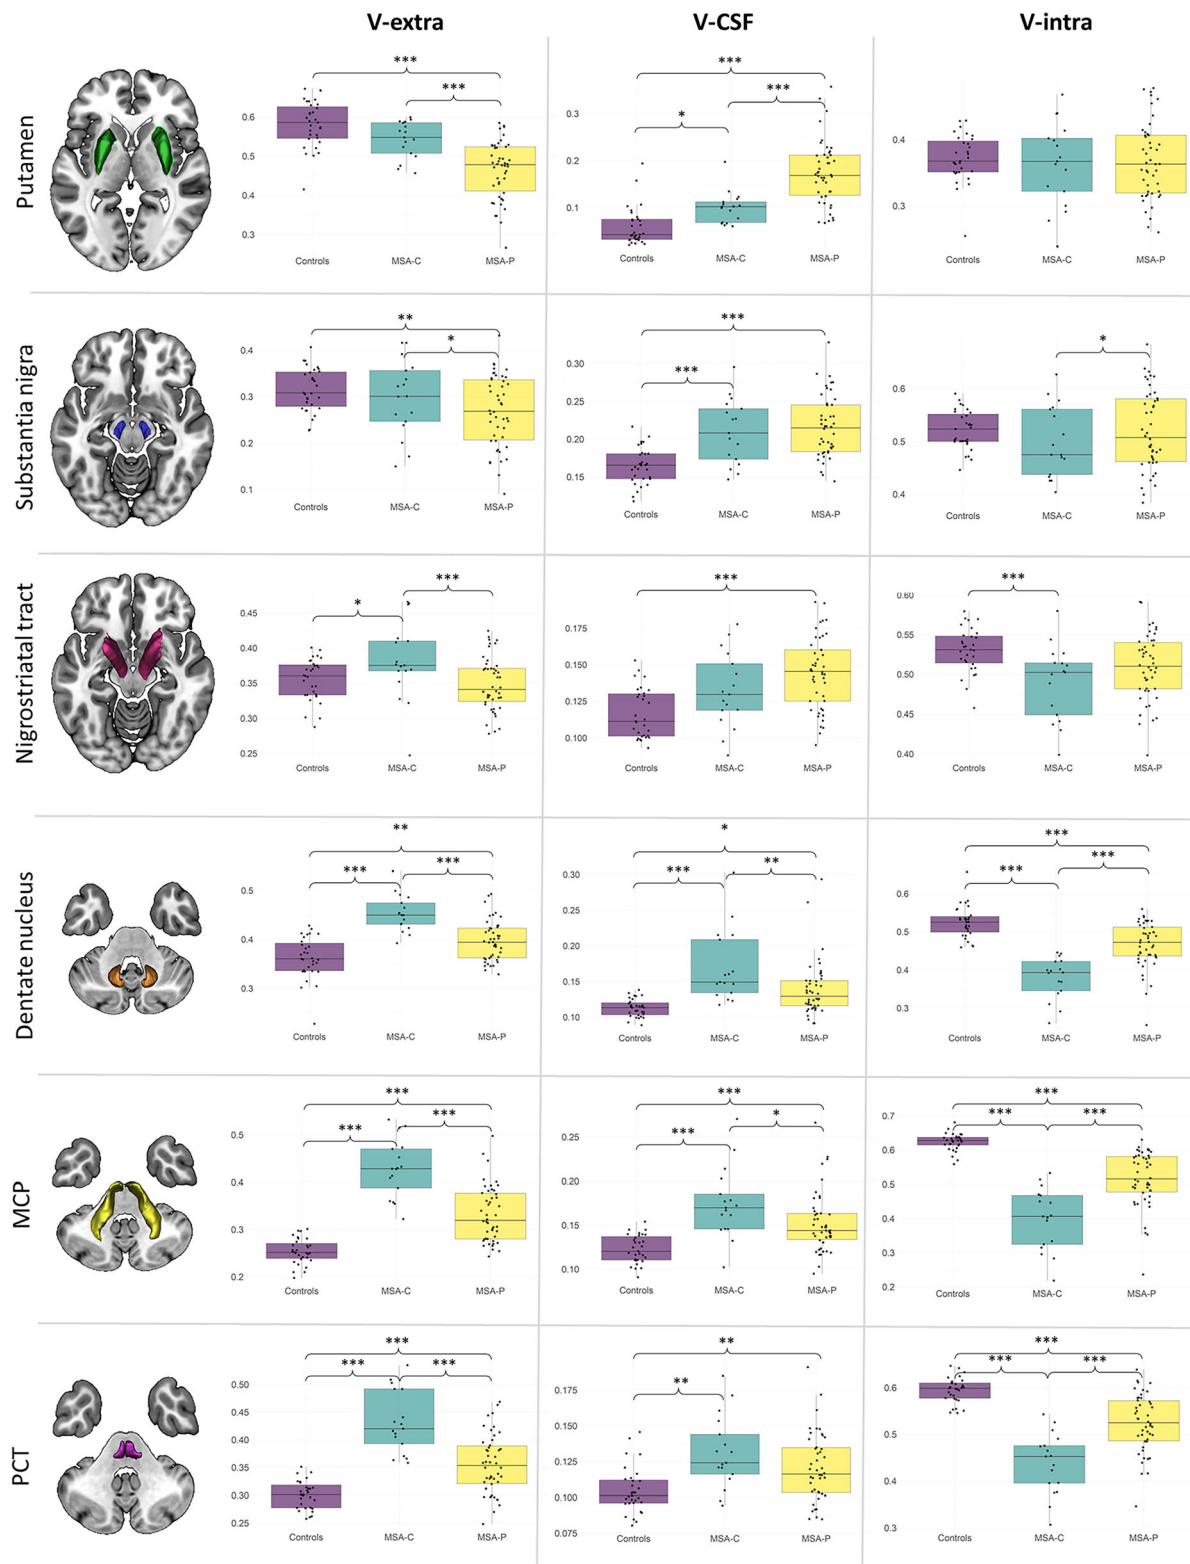 V-extra V-CSF V-intra
Putamen
*** *** *
*** ***
0.6 0.5 0.4 0.3
Controls MSA-C MSA-P
0.3 0.2 0.1
Controls MSA-C MSA-P
0.4 0.3
Controls MSA-C MSA-P
Substantia nigra
** *
*** ***
*
0.4 0.3 0.2 0.1
Controls MSA-C MSA-P
0.30 0.25 0.20 0.15
Controls MSA-C MSA-P
0.6 0.5 0.4
Controls MSA-C MSA-P
Nigrostriatal tract
* ***
***
***
0.45 0.40 0.35 0.30 0.25
Controls MSA-C MSA-P
0.175 0.150 0.125 0.100
Controls MSA-C MSA-P
0.60 0.55 0.50 0.45 0.40
Controls MSA-C MSA-P
Dentate nucleus
** *** ***
* *** **
*** *** ***
0.5 0.4 0.3
Controls MSA-C MSA-P
0.30 0.25 0.20 0.15 0.10
Controls MSA-C MSA-P
0.6 0.5 0.4 0.3
Controls MSA-C MSA-P
MCP
*** *** ***
*** *** *
*** *** ***
0.5 0.4 0.3 0.2
Controls MSA-C MSA-P
0.25 0.20 0.15 0.10
Controls MSA-C MSA-P
0.7 0.6 0.5 0.4 0.3 0.2
Controls MSA-C MSA-P
PCT
*** *** ***
** **
*** *** ***
0.50 0.45 0.40 0.35 0.30 0.25
Controls MSA-C MSA-P
0.175 0.150 0.125 0.100 0.075
Controls MSA-C MSA-P
0.6 0.5 0.4 0.3
Controls MSA-C MSA-P